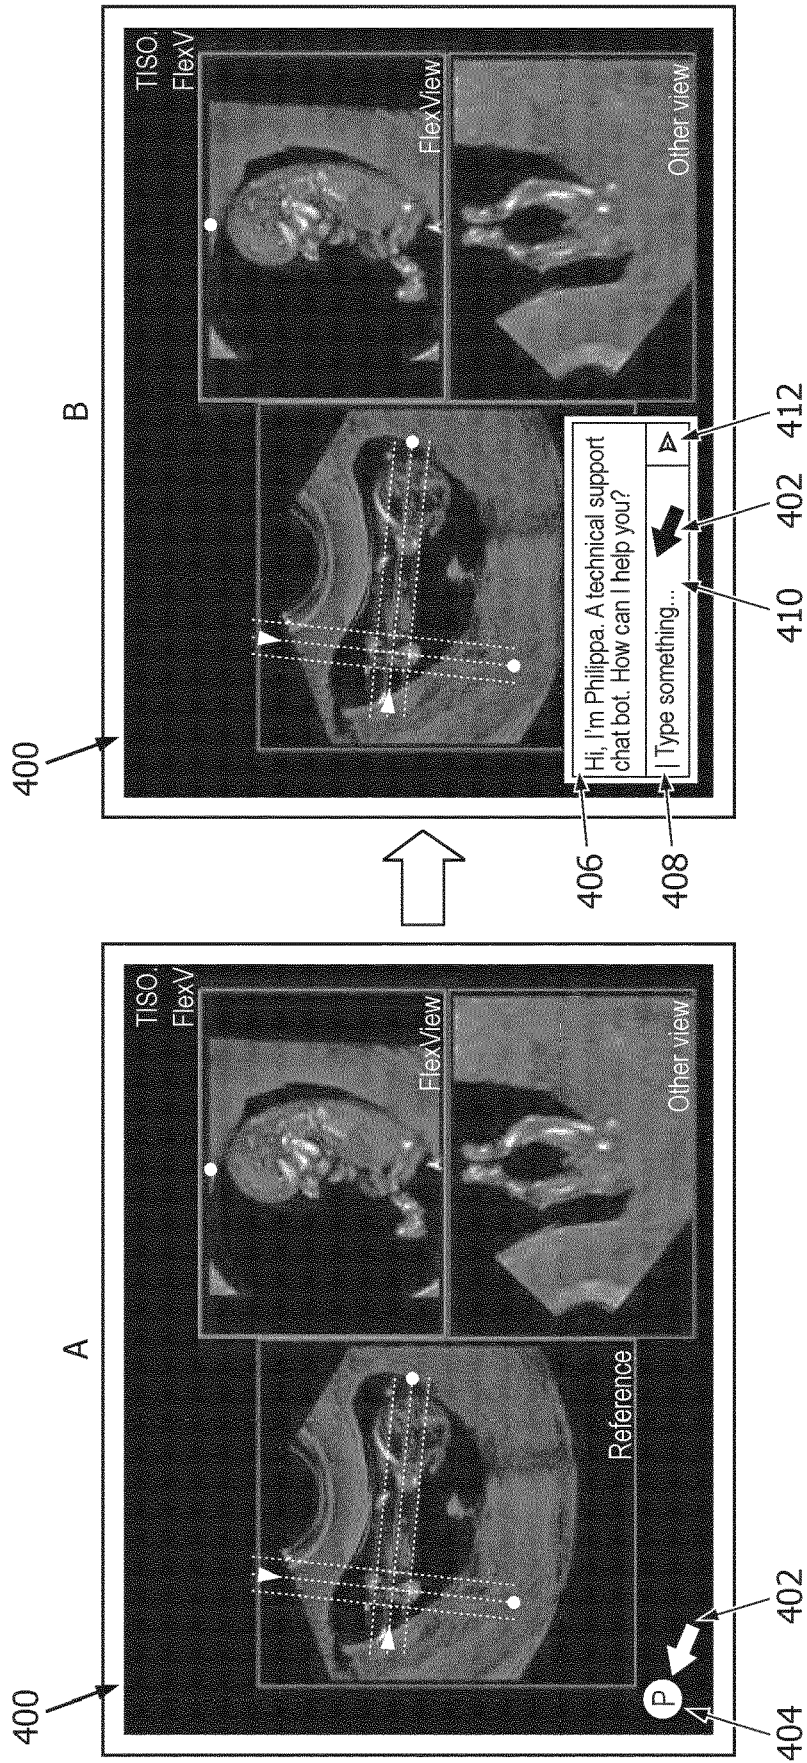 A
400
TISO.
FlexV
FlexView
Other view
Reference
P
402
404
B
400
TISO.
FlexV
FlexView
Other view
Hi, I'm Philippa. A technical support
chat bot. How can I help you?
| Type something...
406
408
410
402
412